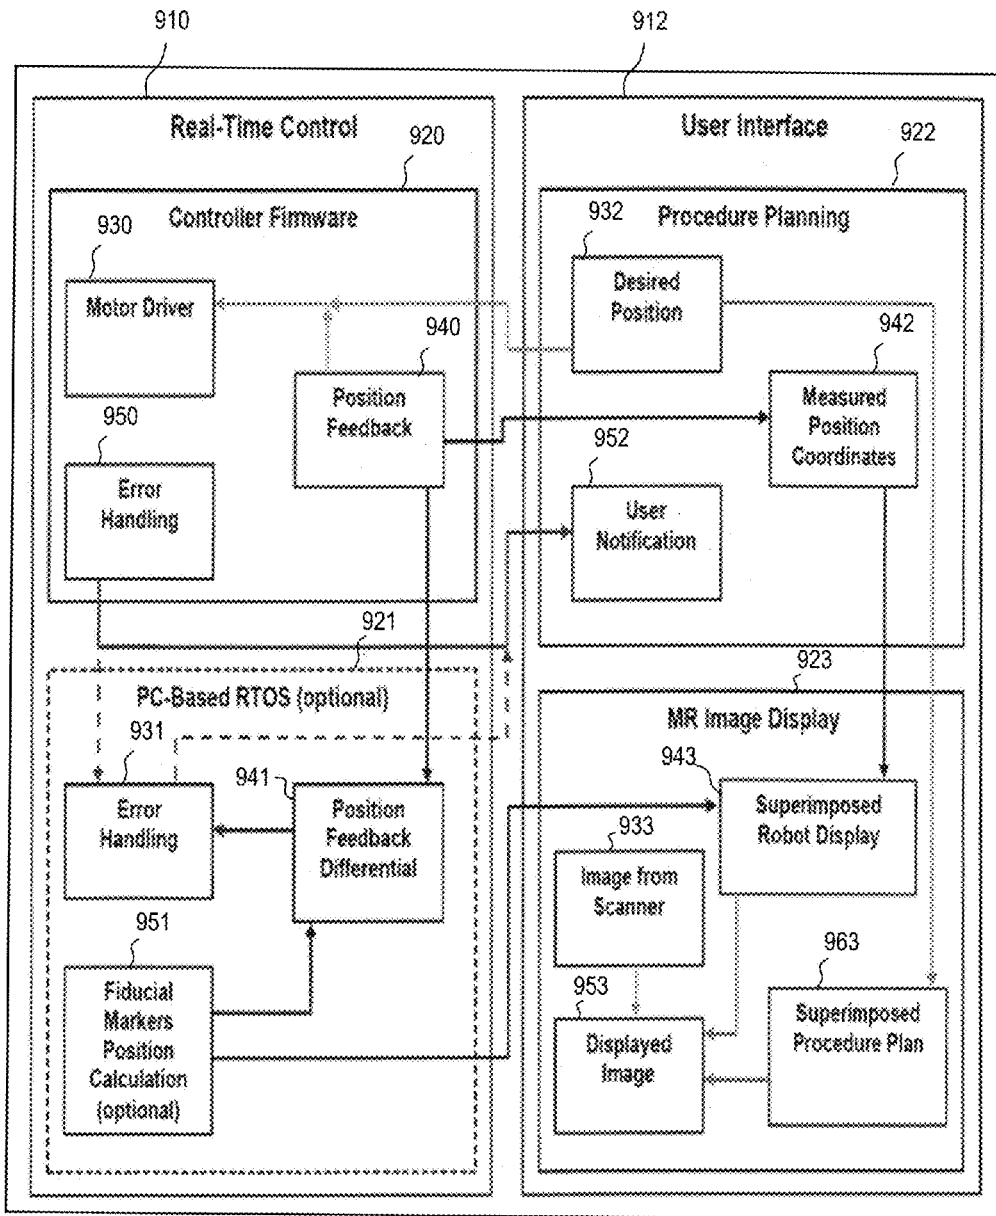 910
912
Real-Time Control
User Interface
920
922
Controller Firmware
Procedure Planning
930
932
Motor Driver
Desired
Position
940
942
Position
Feedback
Measured
Position
Coordinates
950
952
Error
Handling
User
Notification
921
923
PC-Based RTOS (optional)
MR Image Display
931
941
943
Error
Handling
Position
Feedback
Differential
Superimposed
Robot Display
933
Image from
Scanner
951
953
963
Fiducial
Markers
Position
Calculation
(optional)
Displayed
Image
Superimposed
Procedure Plan